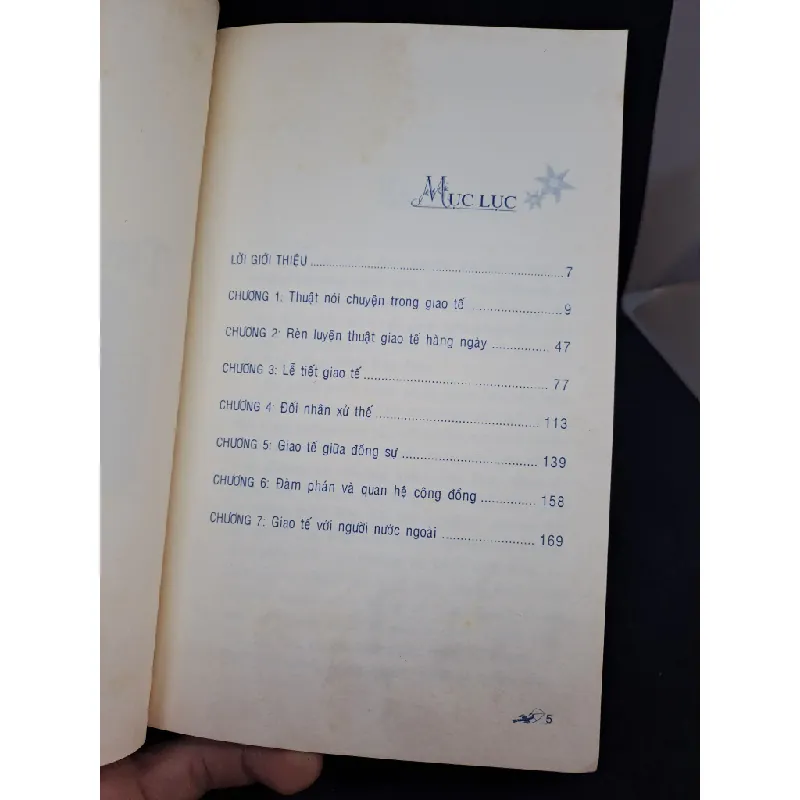 MỤC LỤC
LỜI GIỚI THIỆU ........ 7
CHƯƠNG 1: Thuật nói chuyện trong giao tế ........ 9
CHƯƠNG 2: Rèn luyện thuật giao tế hằng ngày ........ 47
CHƯƠNG 3: Lễ tiết giao tế ........ 77
CHƯƠNG 4: Đối nhân xử thế ........ 113
CHƯƠNG 5: Giao tế giữa đồng sự ........ 139
CHƯƠNG 6: Đàm phán và quan hệ công đồng ........ 158
CHƯƠNG 7: Giao tế với người nước ngoài ........ 169
5